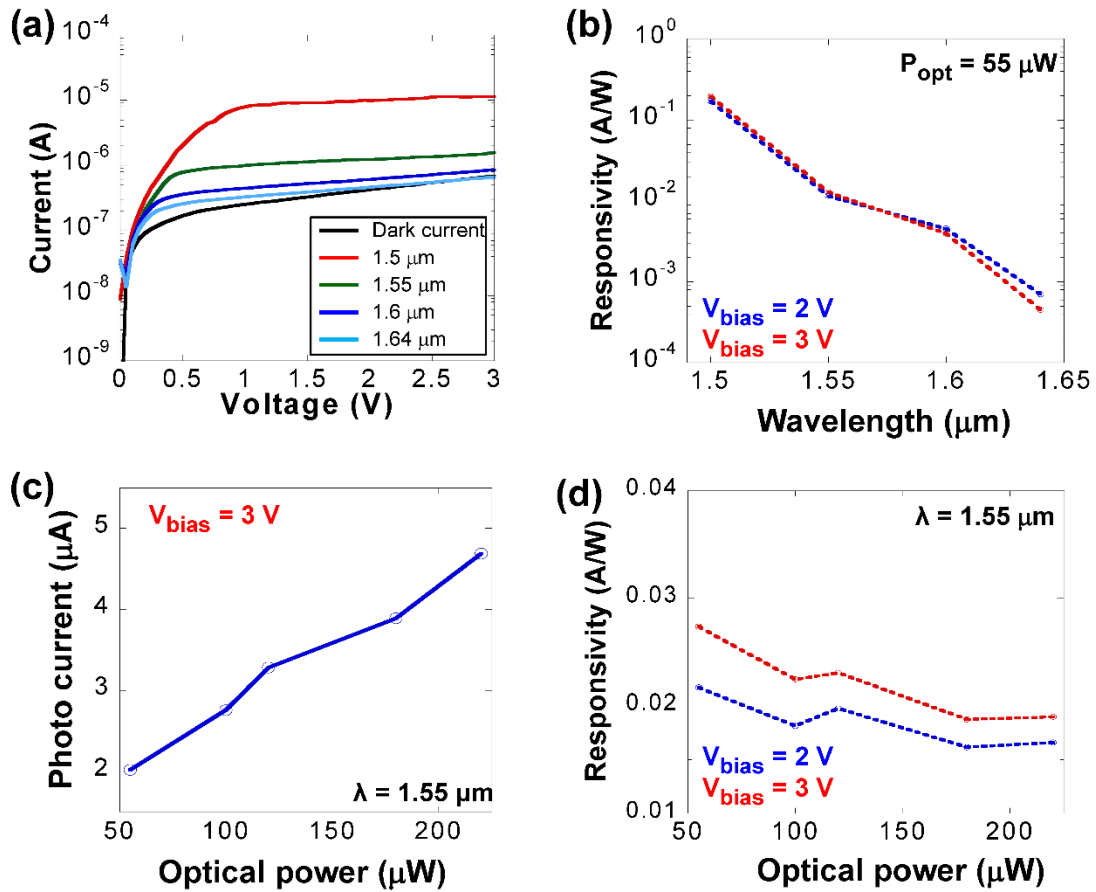 (a)
10^-4
10^-5
10^-6
10^-7
10^-8
10^-9
Current (A)
Dark current
1.5 μm
1.55 μm
1.6 μm
1.64 μm
0 0.5 1 1.5 2 2.5 3
Voltage (V)
(b)
10^0
10^-1
10^-2
10^-3
10^-4
Responsivity (A/W)
P_opt = 55 μW
V_bias = 2 V
V_bias = 3 V
1.5 1.55 1.6 1.65
Wavelength (μm)
(c)
5
4
3
2
Photo current (μA)
V_bias = 3 V
λ = 1.55 μm
50 100 150 200
Optical power (μW)
(d)
0.04
0.03
0.02
0.01
Responsivity (A/W)
λ = 1.55 μm
V_bias = 2 V
V_bias = 3 V
50 100 150 200
Optical power (μW)